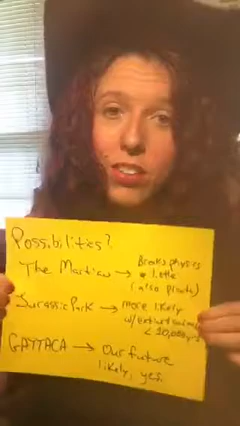 Possibilities?
The Martian → Breaks physics
a little
(also pirate)
Jurassic Park → more likely
w/ extinct animals
< 10,000 yrs
GATTACA → Our future
likely, yes.